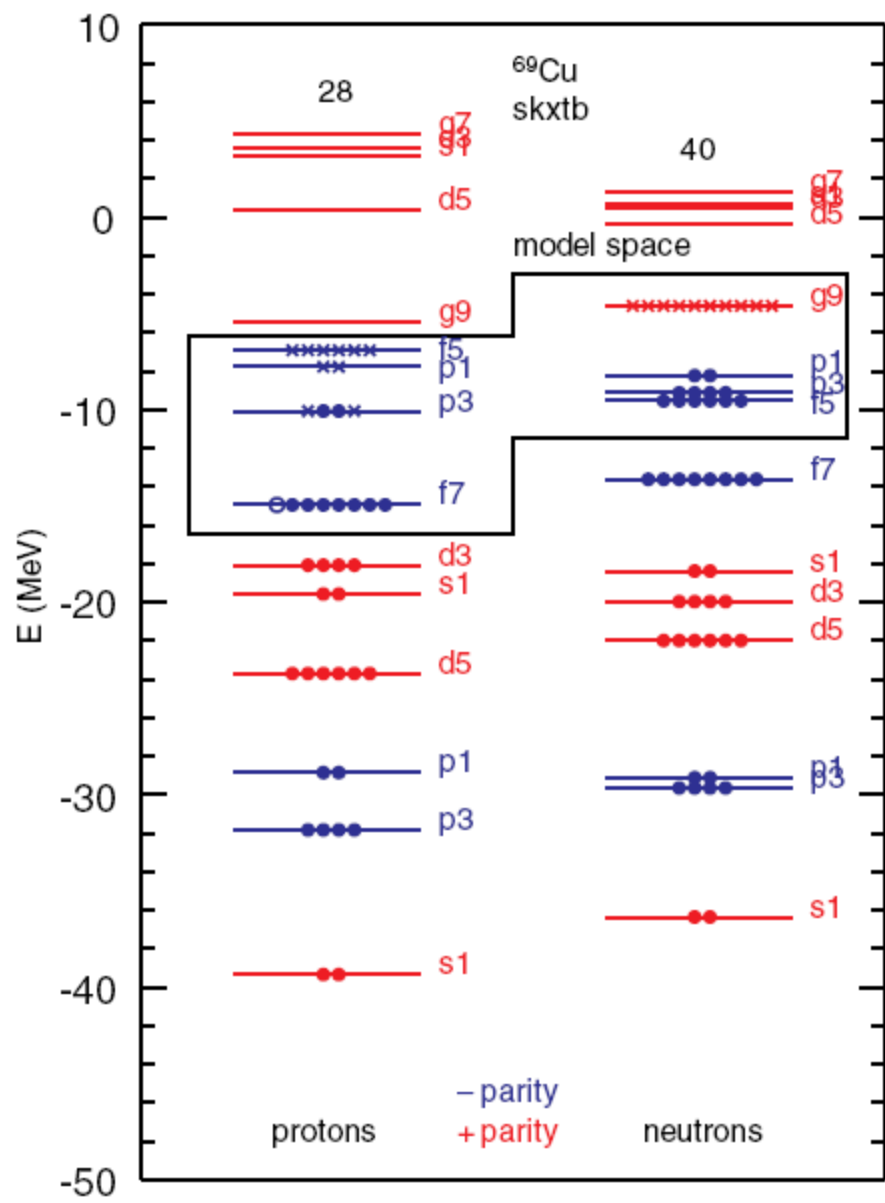 10
0
-10
-20
-30
-40
-50
E (MeV)
28
⁶⁹Cu
skxtb
40
model space
g7
s1
d5
g9
f5
p1
p3
f7
d3
s1
d5
p1
p3
s1
g7
d5
g9
p1
p3
f5
f7
s1
d3
d5
p1
p3
s1
– parity
+ parity
protons
neutrons